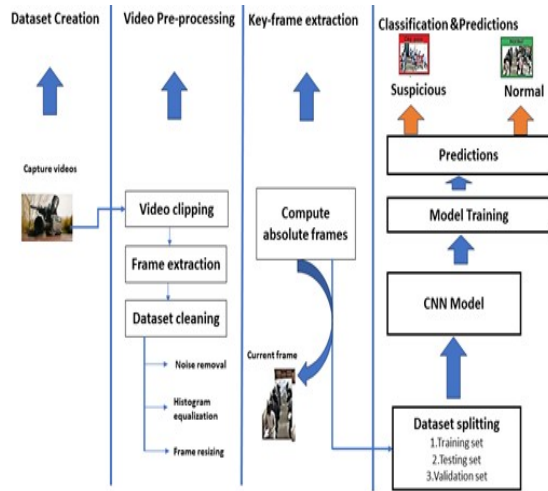 Dataset Creation
Video Pre-processing
Key-frame extraction
Classification &Predictions
Suspicious
Normal
Capture videos
Video clipping
Frame extraction
Dataset cleaning
Noise removal
Histogram
equalization
Frame resizing
Compute
absolute frames
Current frame
Predictions
Model Training
CNN Model
Dataset splitting
1.Training set
2.Testing set
3.Validation set